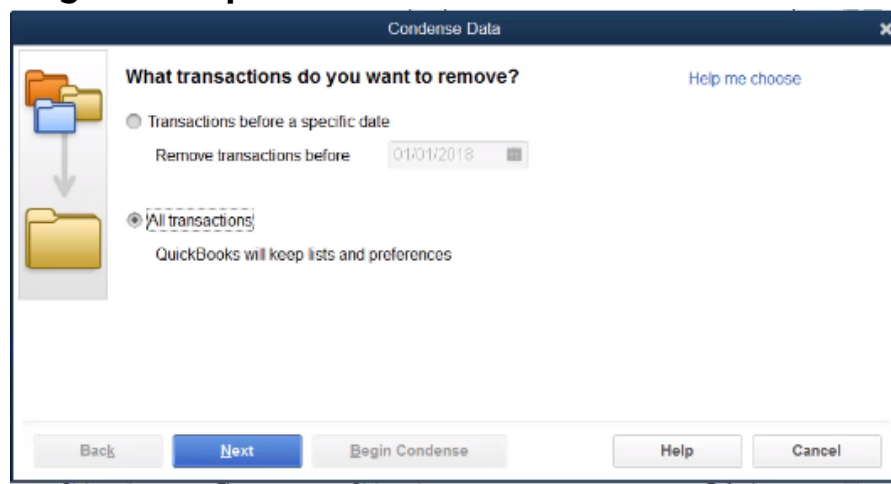 Condense Data
What transactions do you want to remove?
Help me choose
Transactions before a specific date
Remove transactions before 01/01/2018
All transactions
QuickBooks will keep lists and preferences
Back Next Begin Condense Help Cancel